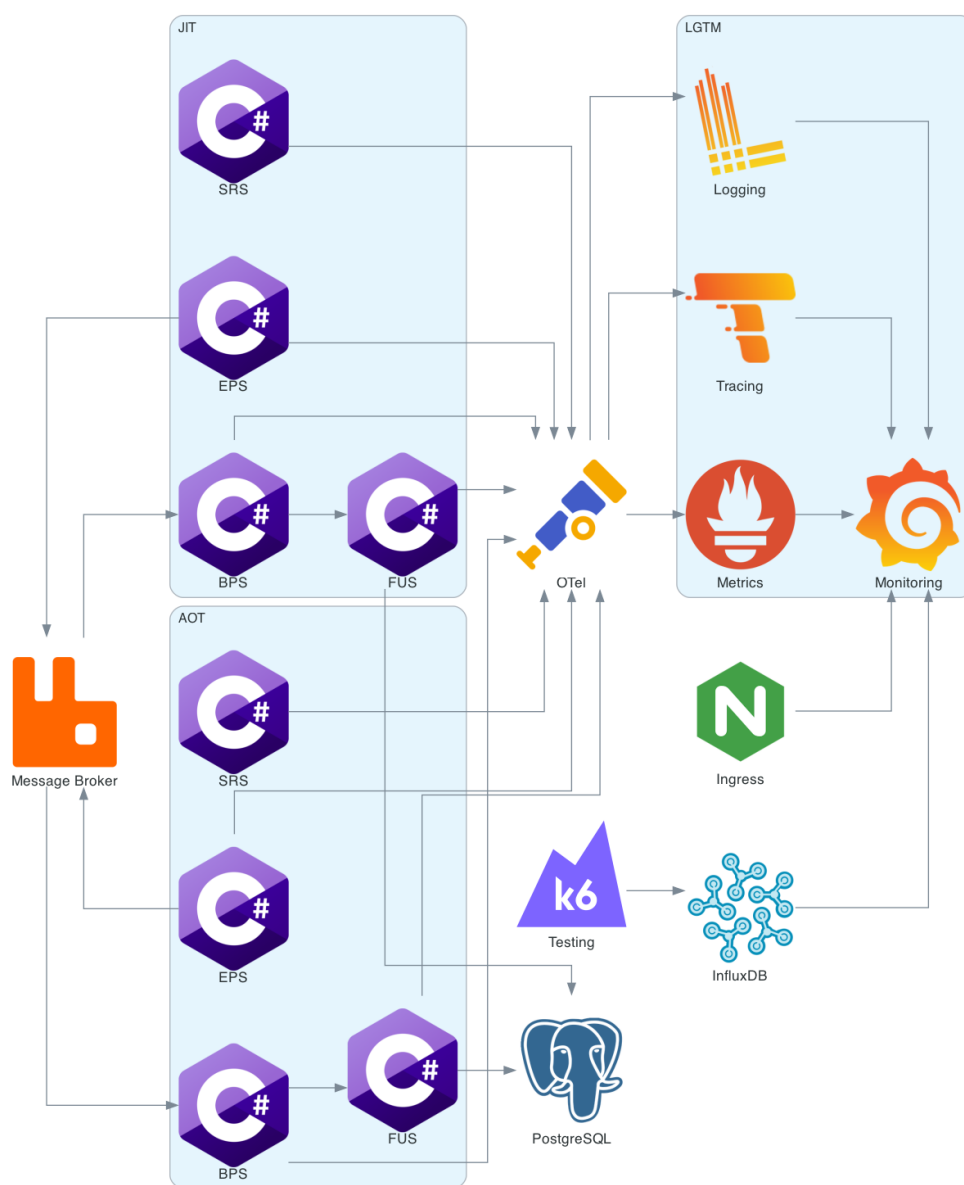 JIT
LGTM
C#
SRS
Logging
C#
EPS
Tracing
C#
C#
BPS
FUS
OTel
Metrics
Monitoring
AOT
C#
SRS
Message Broker
N
Ingress
C#
EPS
k6
Testing
InfluxDB
C#
FUS
C#
BPS
PostgreSQL